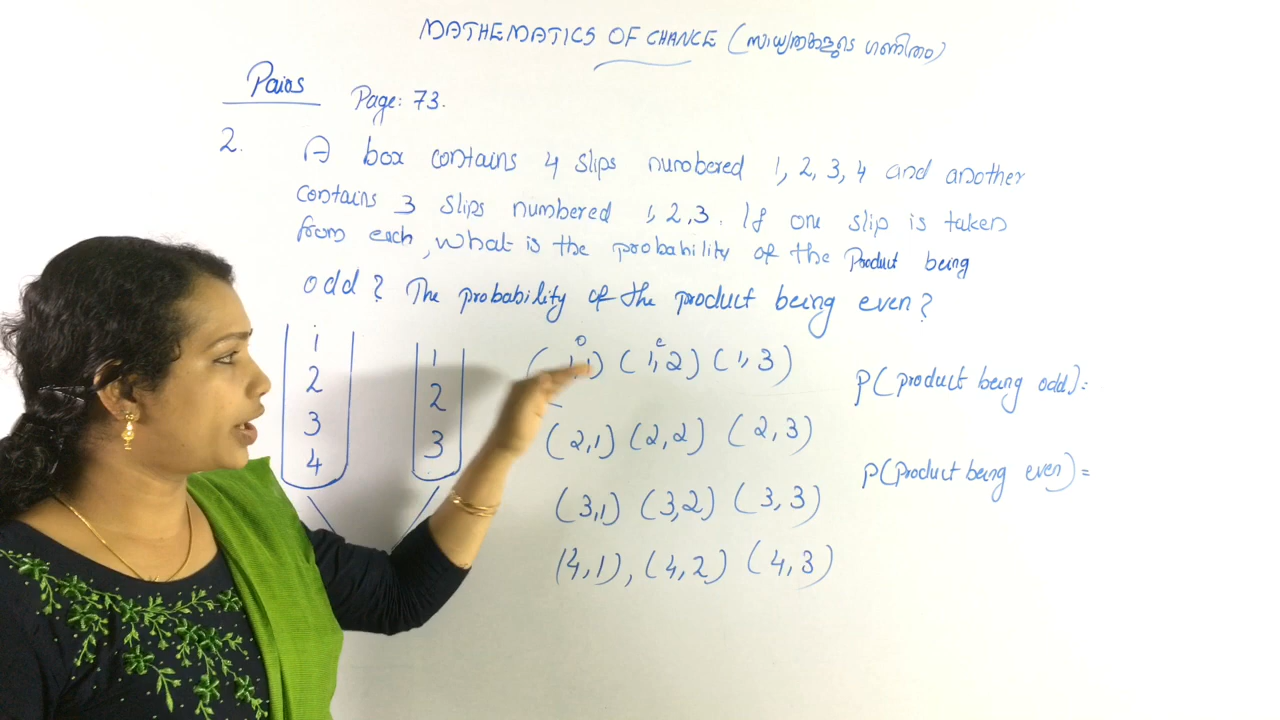 MATHEMATICS OF CHANCE (സാധ്യതകളുടെ ഗണിതം)
Pairs
Page: 73.
2. A box contains 4 slips numbered 1, 2, 3, 4 and another
contains 3 slips numbered 1, 2, 3. If one slip is taken
from each, what is the probability of the Product being
odd? The probability of the product being even?
1
2
3
4
1
2
3
o e
(1,1) (1,2) (1,3)
(2,1) (2,2) (2,3)
(3,1) (3,2) (3,3)
(4,1), (4,2) (4,3)
P(product being odd)=
P(Product being even)=